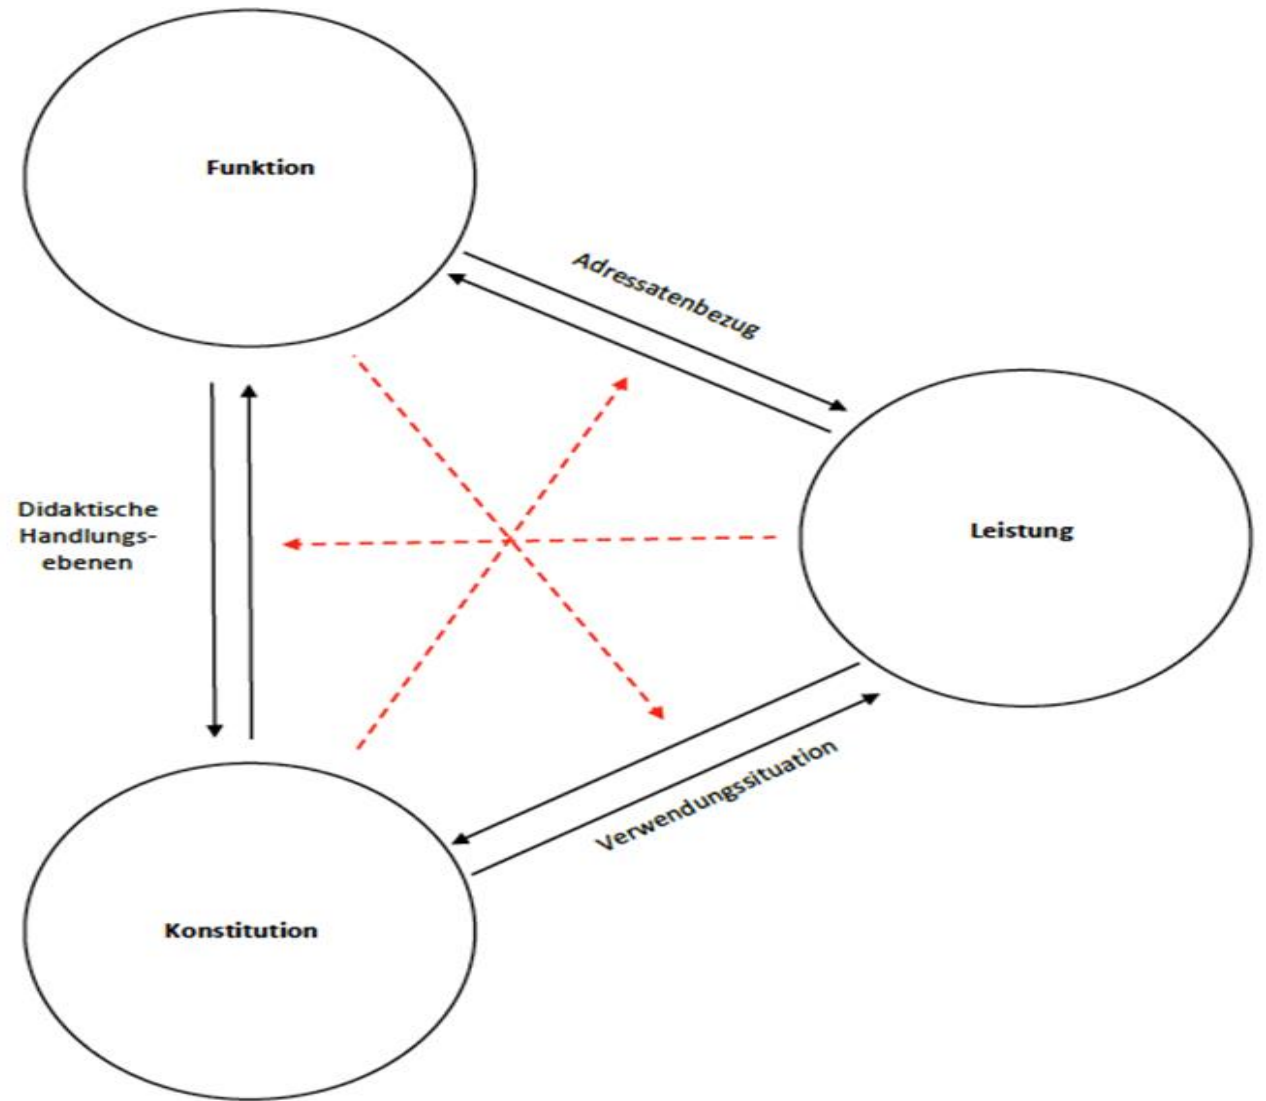 Funktion
Adressatenbezug
Didaktische
Handlungs-
ebenen
Leistung
Verwendungssituation
Konstitution